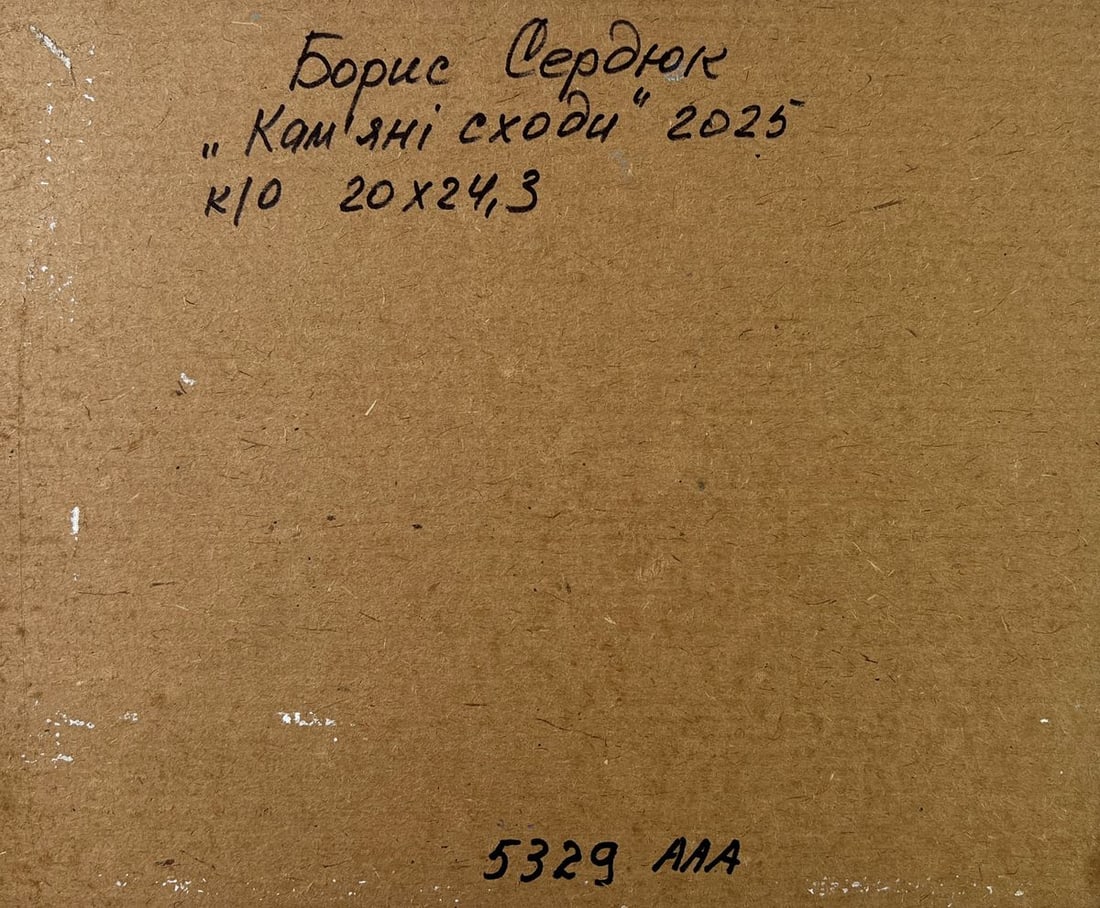 Борис Сердюк
„Кам'яні сходи" 2025
к/о 20х24,3
5329 ААА